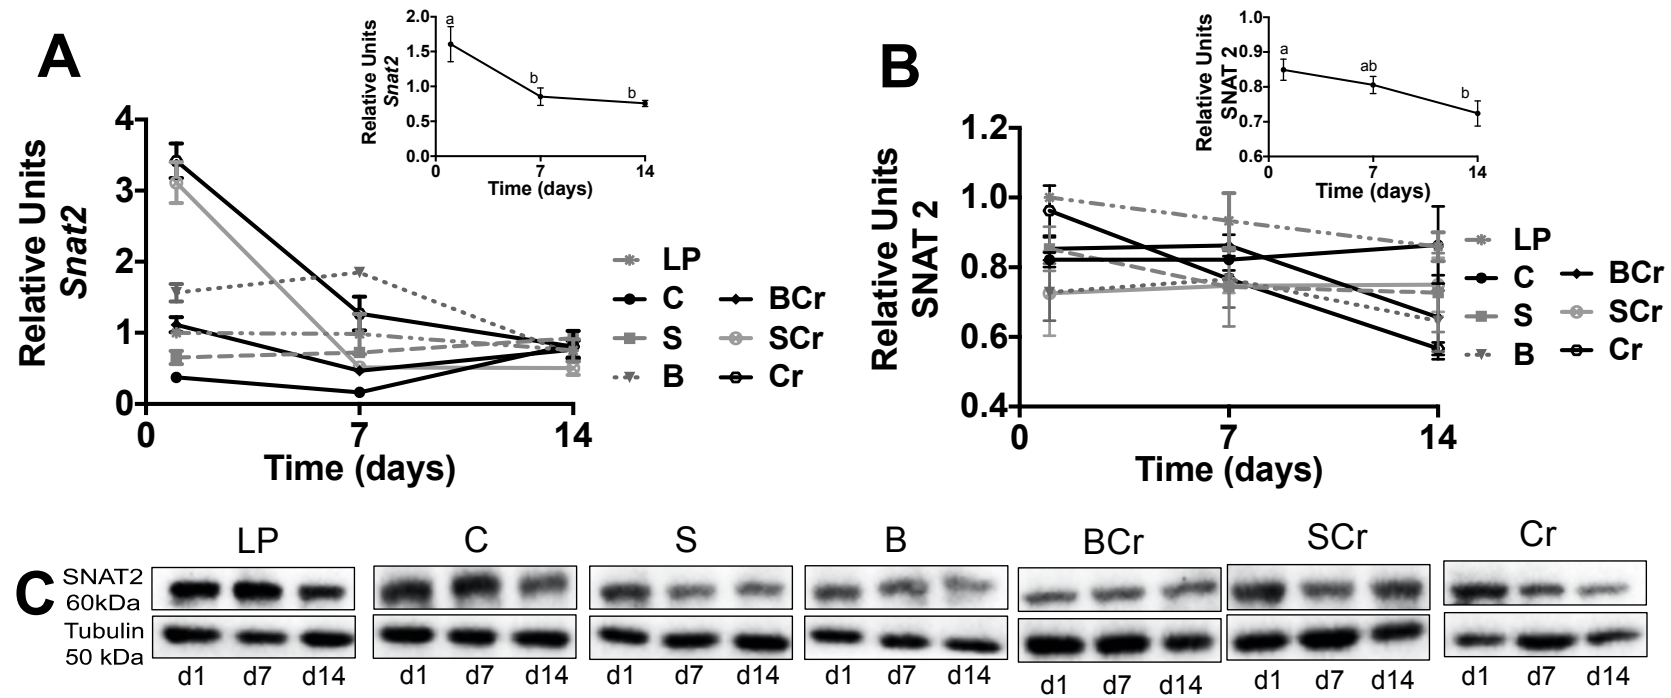 A
Relative Units
Snat2
4
3
2
1
0
0 7 14
Time (days)
Relative Units
Snat2
2.0
1.5
1.0
0.5
0.0
a
b
b
0 7 14
Time (days)
LP
C
S
B
BCr
SCr
Cr
B
Relative Units
SNAT 2
1.2
1.0
0.8
0.6
0.4
0 7 14
Time (days)
Relative Units
SNAT 2
1.0
0.9
0.8
0.7
0.6
a
ab
b
0 7 14
Time (days)
LP
C
S
B
BCr
SCr
Cr
C
LP C S B BCr SCr Cr
SNAT2
60kDa
Tubulin
50 kDa
d1 d7 d14 d1 d7 d14 d1 d7 d14 d1 d7 d14 d1 d7 d14 d1 d7 d14 d1 d7 d14